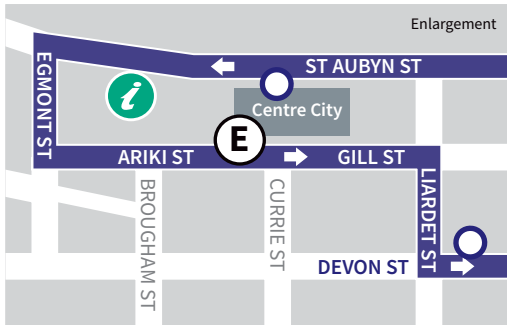 Enlargement
ST AUBYN ST
EGMONT ST
i
Centre City
E
ARIKI ST
GILL ST
BROUGHAM ST
CURRIE ST
LIARDET ST
DEVON ST